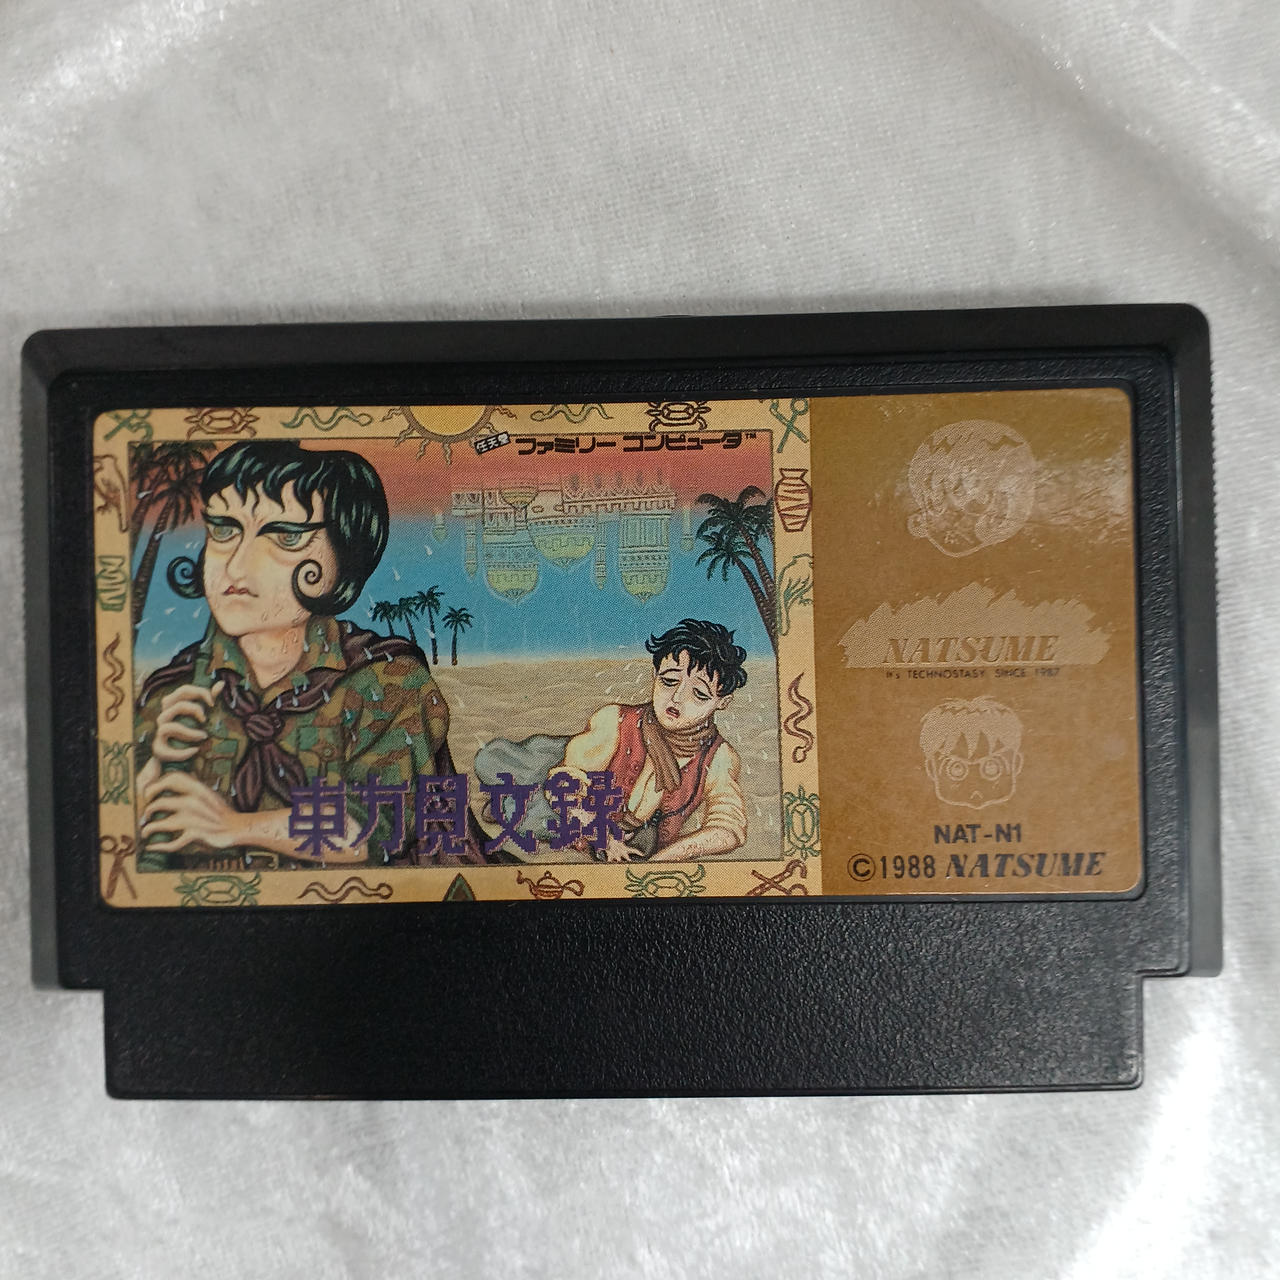 任天堂 ファミリーコンピュータ™
東方見文録
NATSUME
It's TECHNOSTASY SINCE 1987
NAT-N1
©1988 NATSUME